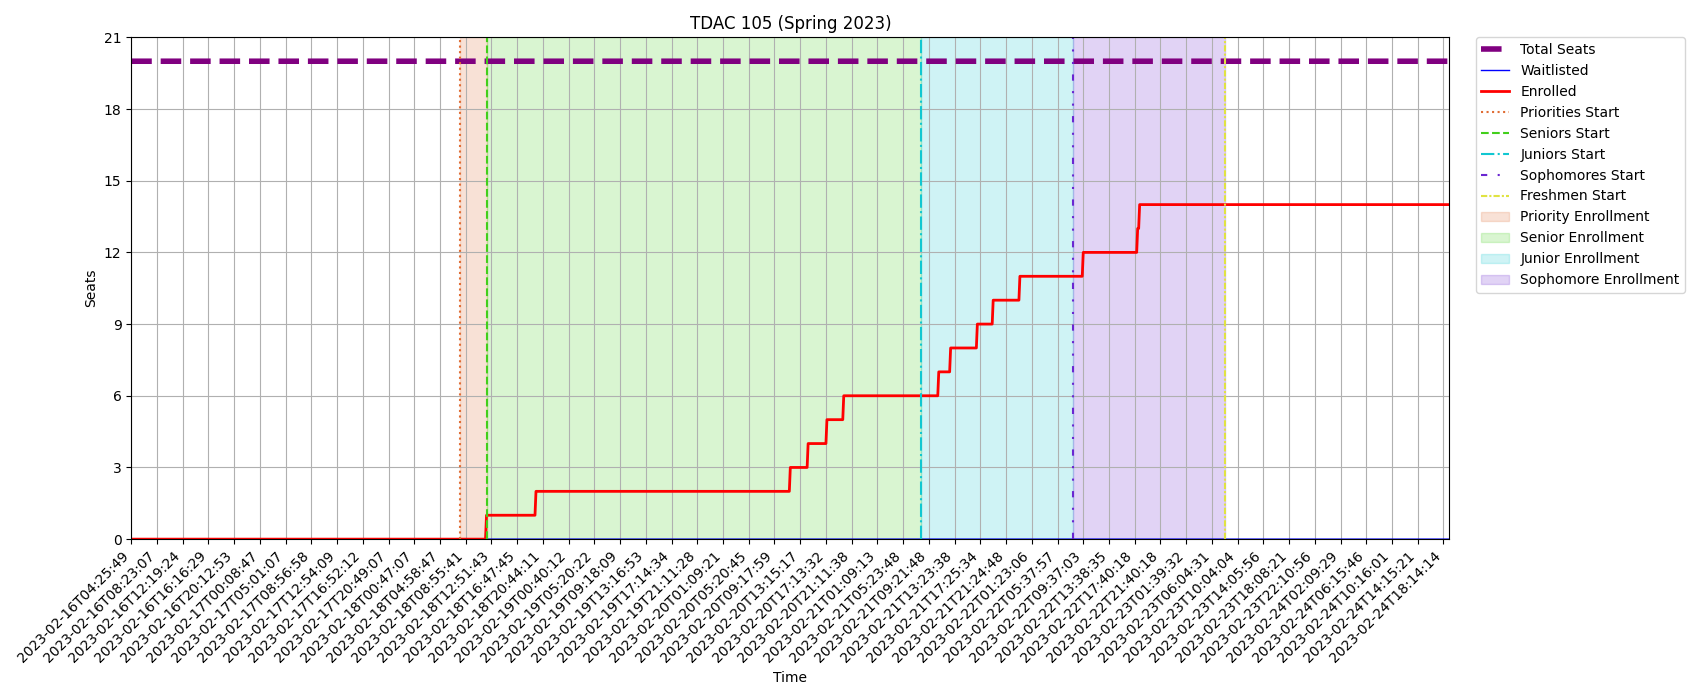 TDAC 105 (Spring 2023)
21
18
15
12
9
6
3
0
Seats
2023-02-16T04:25:49
2023-02-16T08:23:07
2023-02-16T12:19:24
2023-02-16T16:16:29
2023-02-16T20:12:53
2023-02-17T00:08:47
2023-02-17T05:01:07
2023-02-17T08:56:58
2023-02-17T12:54:09
2023-02-17T16:52:12
2023-02-17T20:49:07
2023-02-18T00:47:07
2023-02-18T04:58:47
2023-02-18T08:55:41
2023-02-18T12:51:43
2023-02-18T16:47:45
2023-02-18T20:44:11
2023-02-19T00:40:12
2023-02-19T05:20:22
2023-02-19T09:18:09
2023-02-19T13:16:53
2023-02-19T17:14:34
2023-02-19T21:11:28
2023-02-20T01:09:21
2023-02-20T05:20:45
2023-02-20T09:17:59
2023-02-20T13:15:17
2023-02-20T17:13:32
2023-02-20T21:11:38
2023-02-21T01:09:13
2023-02-21T05:23:48
2023-02-21T09:21:48
2023-02-21T13:23:38
2023-02-21T17:25:34
2023-02-21T21:24:48
2023-02-22T01:23:06
2023-02-22T05:37:57
2023-02-22T09:37:03
2023-02-22T13:38:35
2023-02-22T17:40:18
2023-02-22T21:40:18
2023-02-23T01:39:32
2023-02-23T06:04:31
2023-02-23T10:04:04
2023-02-23T14:05:56
2023-02-23T18:08:21
2023-02-23T22:10:56
2023-02-24T02:09:29
2023-02-24T06:15:46
2023-02-24T10:16:01
2023-02-24T14:15:21
2023-02-24T18:14:14
Time
Total Seats
Waitlisted
Enrolled
Priorities Start
Seniors Start
Juniors Start
Sophomores Start
Freshmen Start
Priority Enrollment
Senior Enrollment
Junior Enrollment
Sophomore Enrollment